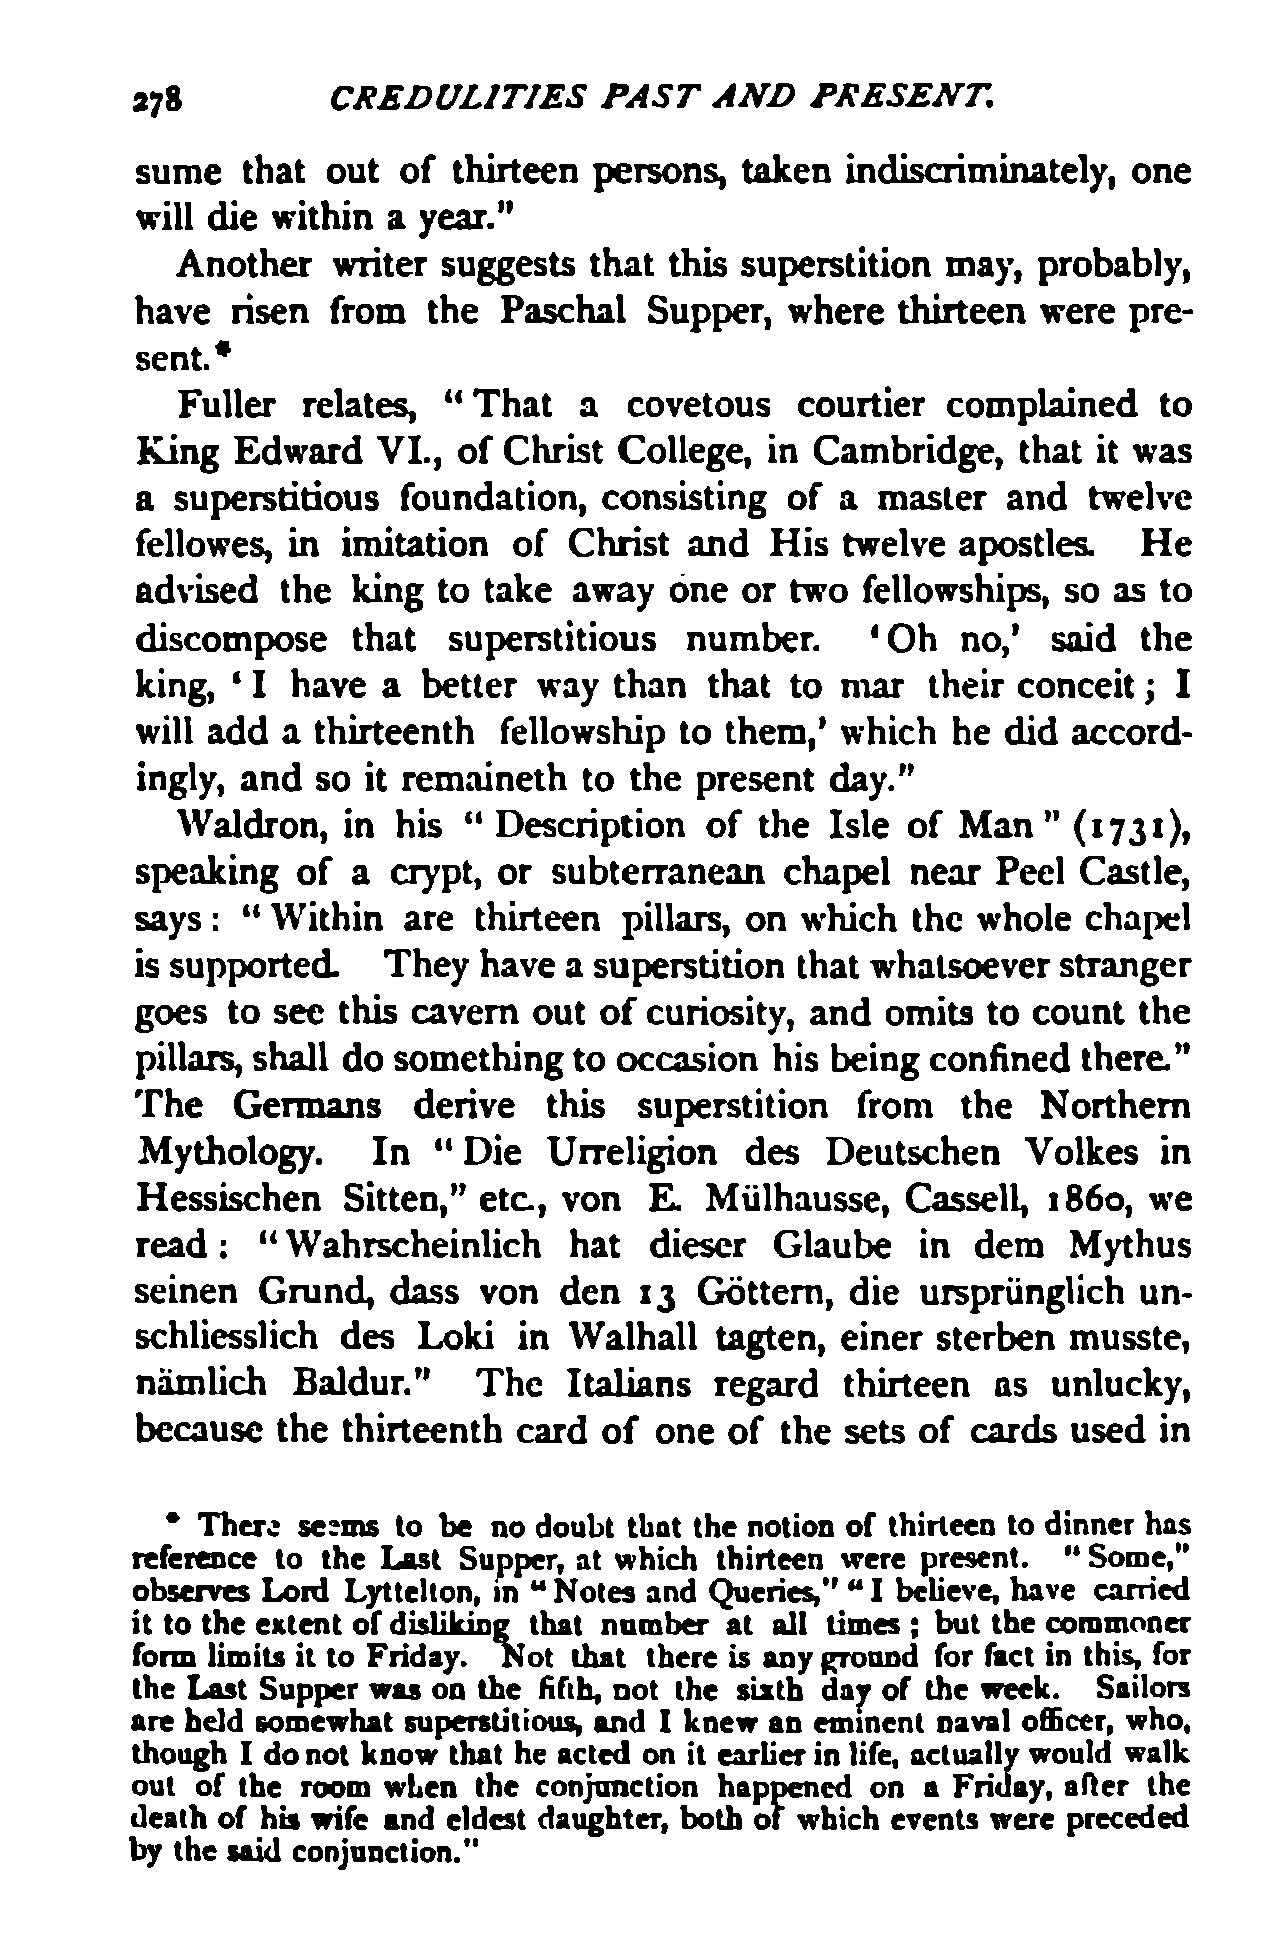 278 CREDULITIES PAST AND PRESENT.
sume that out of thirteen persons, taken indiscriminately, one
will die within a year."
Another writer suggests that this superstition may, probably,
have risen from the Paschal Supper, where thirteen were pre-
sent.*
Fuller relates, "That a covetous courtier complained to
King Edward VI., of Christ College, in Cambridge, that it was
a superstitious foundation, consisting of a master and twelve
fellowes, in imitation of Christ and His twelve apostles. He
advised the king to take away one or two fellowships, so as to
discompose that superstitious number. 'Oh no,' said the
king, 'I have a better way than that to mar their conceit; I
will add a thirteenth fellowship to them,' which he did accord-
ingly, and so it remaineth to the present day."
Waldron, in his "Description of the Isle of Man" (1731),
speaking of a crypt, or subterranean chapel near Peel Castle,
says: "Within are thirteen pillars, on which the whole chapel
is supported. They have a superstition that whatsoever stranger
goes to see this cavern out of curiosity, and omits to count the
pillars, shall do something to occasion his being confined there."
The Germans derive this superstition from the Northern
Mythology. In "Die Urreligion des Deutschen Volkes in
Hessischen Sitten," etc., von E. Mülhausse, Cassell, 1860, we
read: "Wahrscheinlich hat dieser Glaube in dem Mythus
seinen Grund, dass von den 13 Göttern, die ursprünglich un-
schliesslich des Loki in Walhall tagten, einer sterben musste,
nämlich Baldur." The Italians regard thirteen as unlucky,
because the thirteenth card of one of the sets of cards used in
* There seems to be no doubt that the notion of thirteen to dinner has
reference to the Last Supper, at which thirteen were present. "Some,"
observes Lord Lyttelton, in "Notes and Queries," "I believe, have carried
it to the extent of disliking that number at all times; but the commoner
form limits it to Friday. Not that there is any ground for fact in this, for
the Last Supper was on the fifth, not the sixth day of the week. Sailors
are held somewhat superstitious, and I knew an eminent naval officer, who,
though I do not know that he acted on it earlier in life, actually would walk
out of the room when the conjunction happened on a Friday, after the
death of his wife and eldest daughter, both of which events were preceded
by the said conjunction."